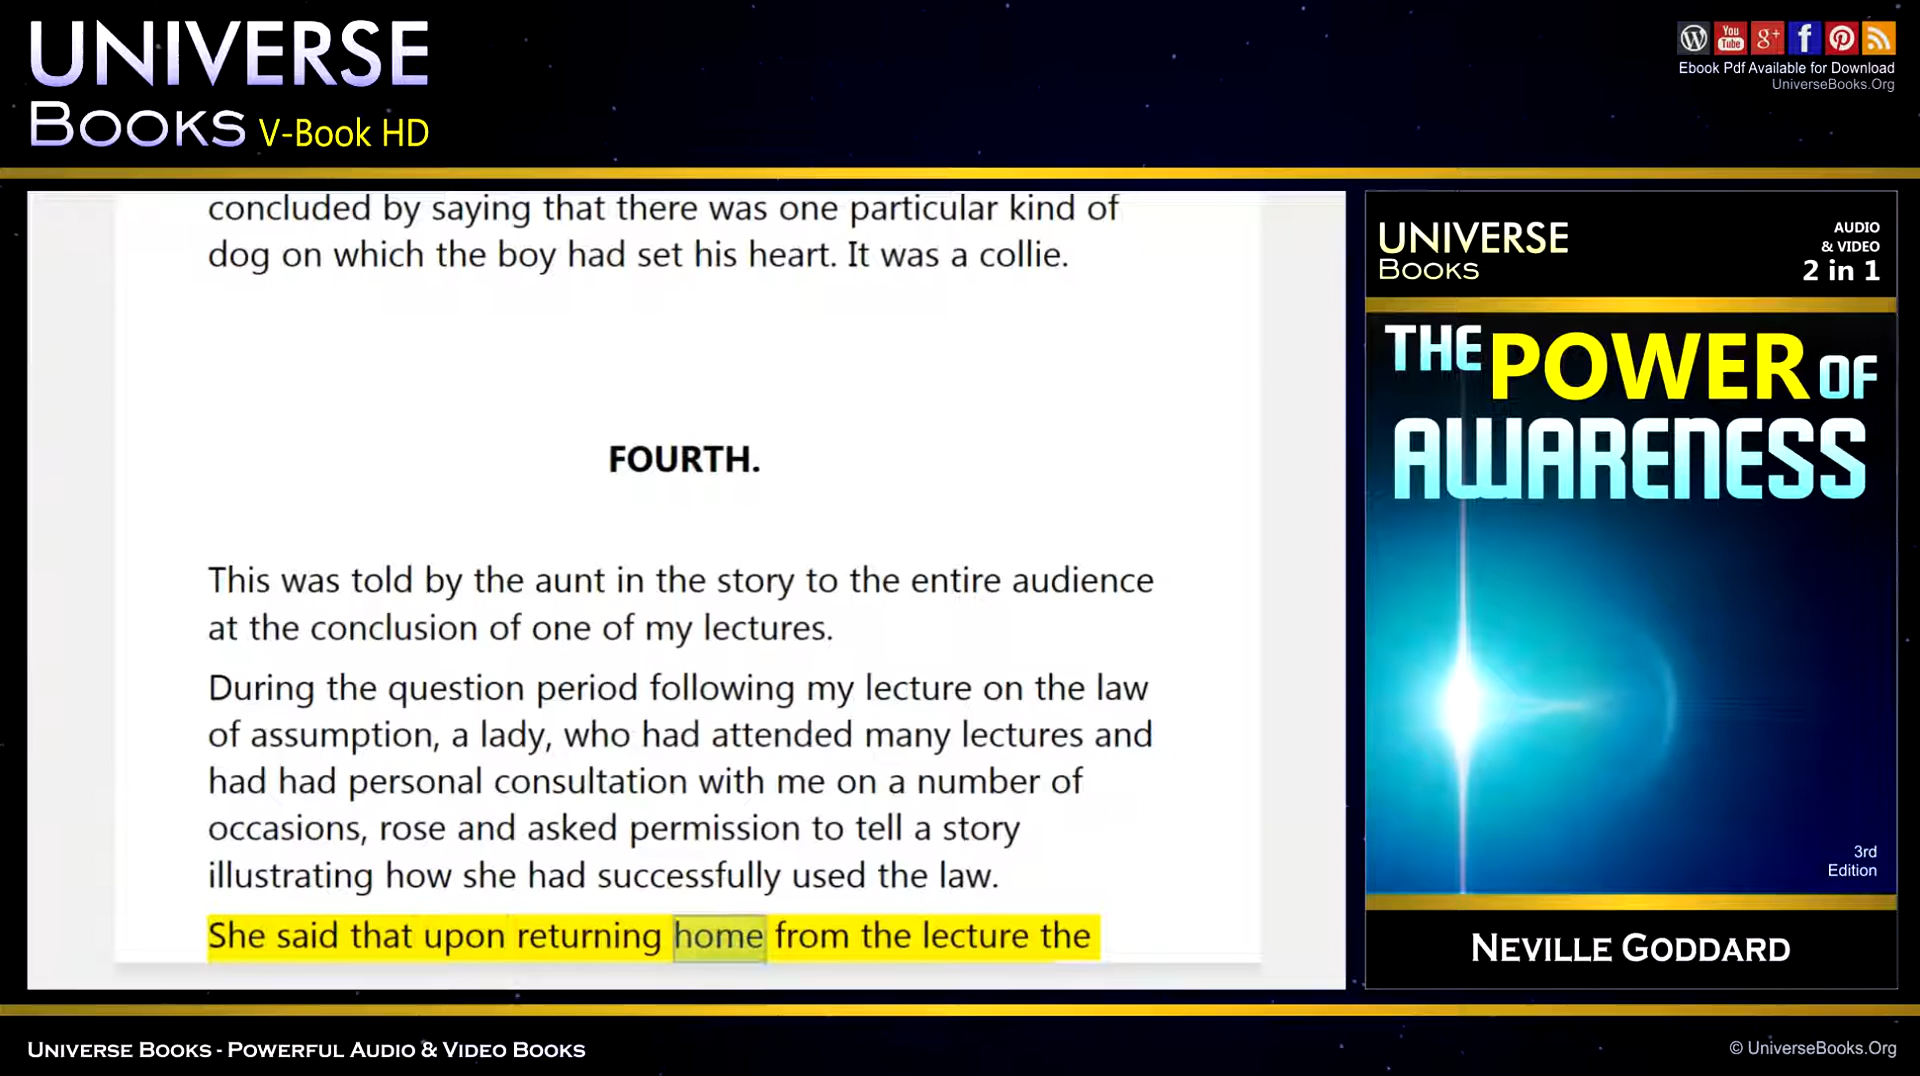 UNIVERSE
BOOKS V-Book HD
You
Tube
g+
Ebook Pdf Available for Download
UniverseBooks.Org
concluded by saying that there was one particular kind of
dog on which the boy had set his heart. It was a collie.
FOURTH.
This was told by the aunt in the story to the entire audience
at the conclusion of one of my lectures.
During the question period following my lecture on the law
of assumption, a lady, who had attended many lectures and
had had personal consultation with me on a number of
occasions, rose and asked permission to tell a story
illustrating how she had successfully used the law.
She said that upon returning home from the lecture the
UNIVERSE
BOOKS
AUDIO
& VIDEO
2 in 1
THE POWER OF
AWARENESS
3rd
Edition
NEVILLE GODDARD
UNIVERSE BOOKS - POWERFUL AUDIO & VIDEO BOOKS
© UniverseBooks.Org